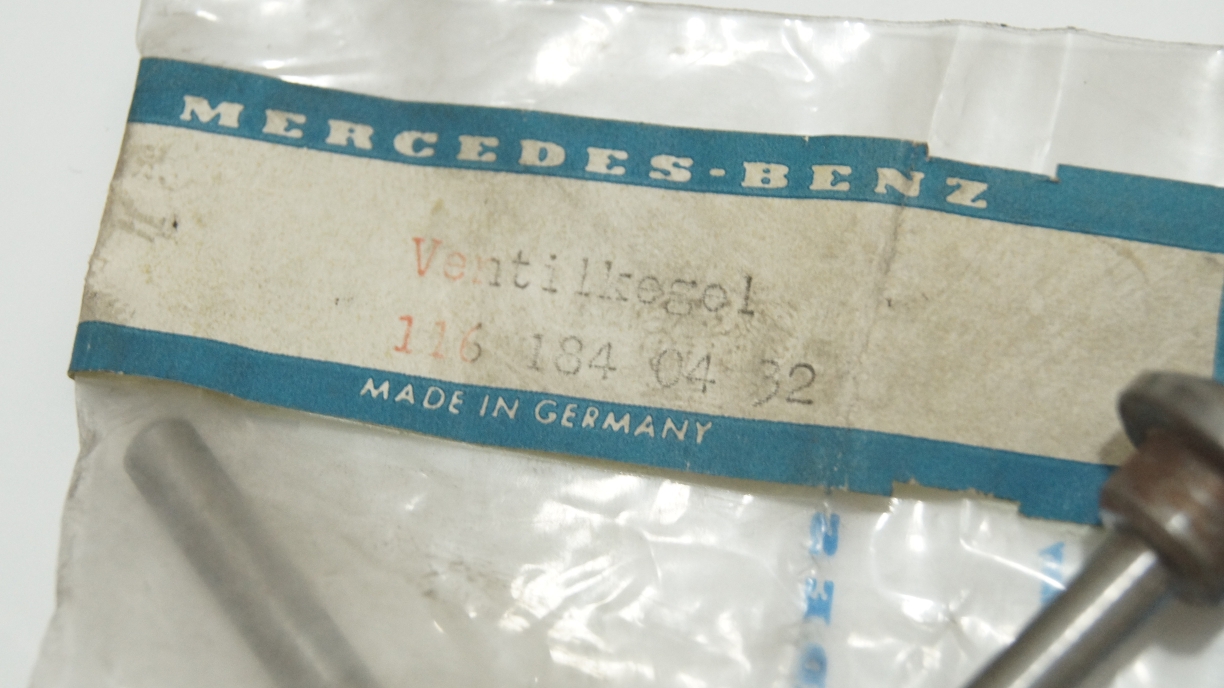 MERCEDES-BENZ
Ventilkegel
116 184 04 32
MADE IN GERMANY